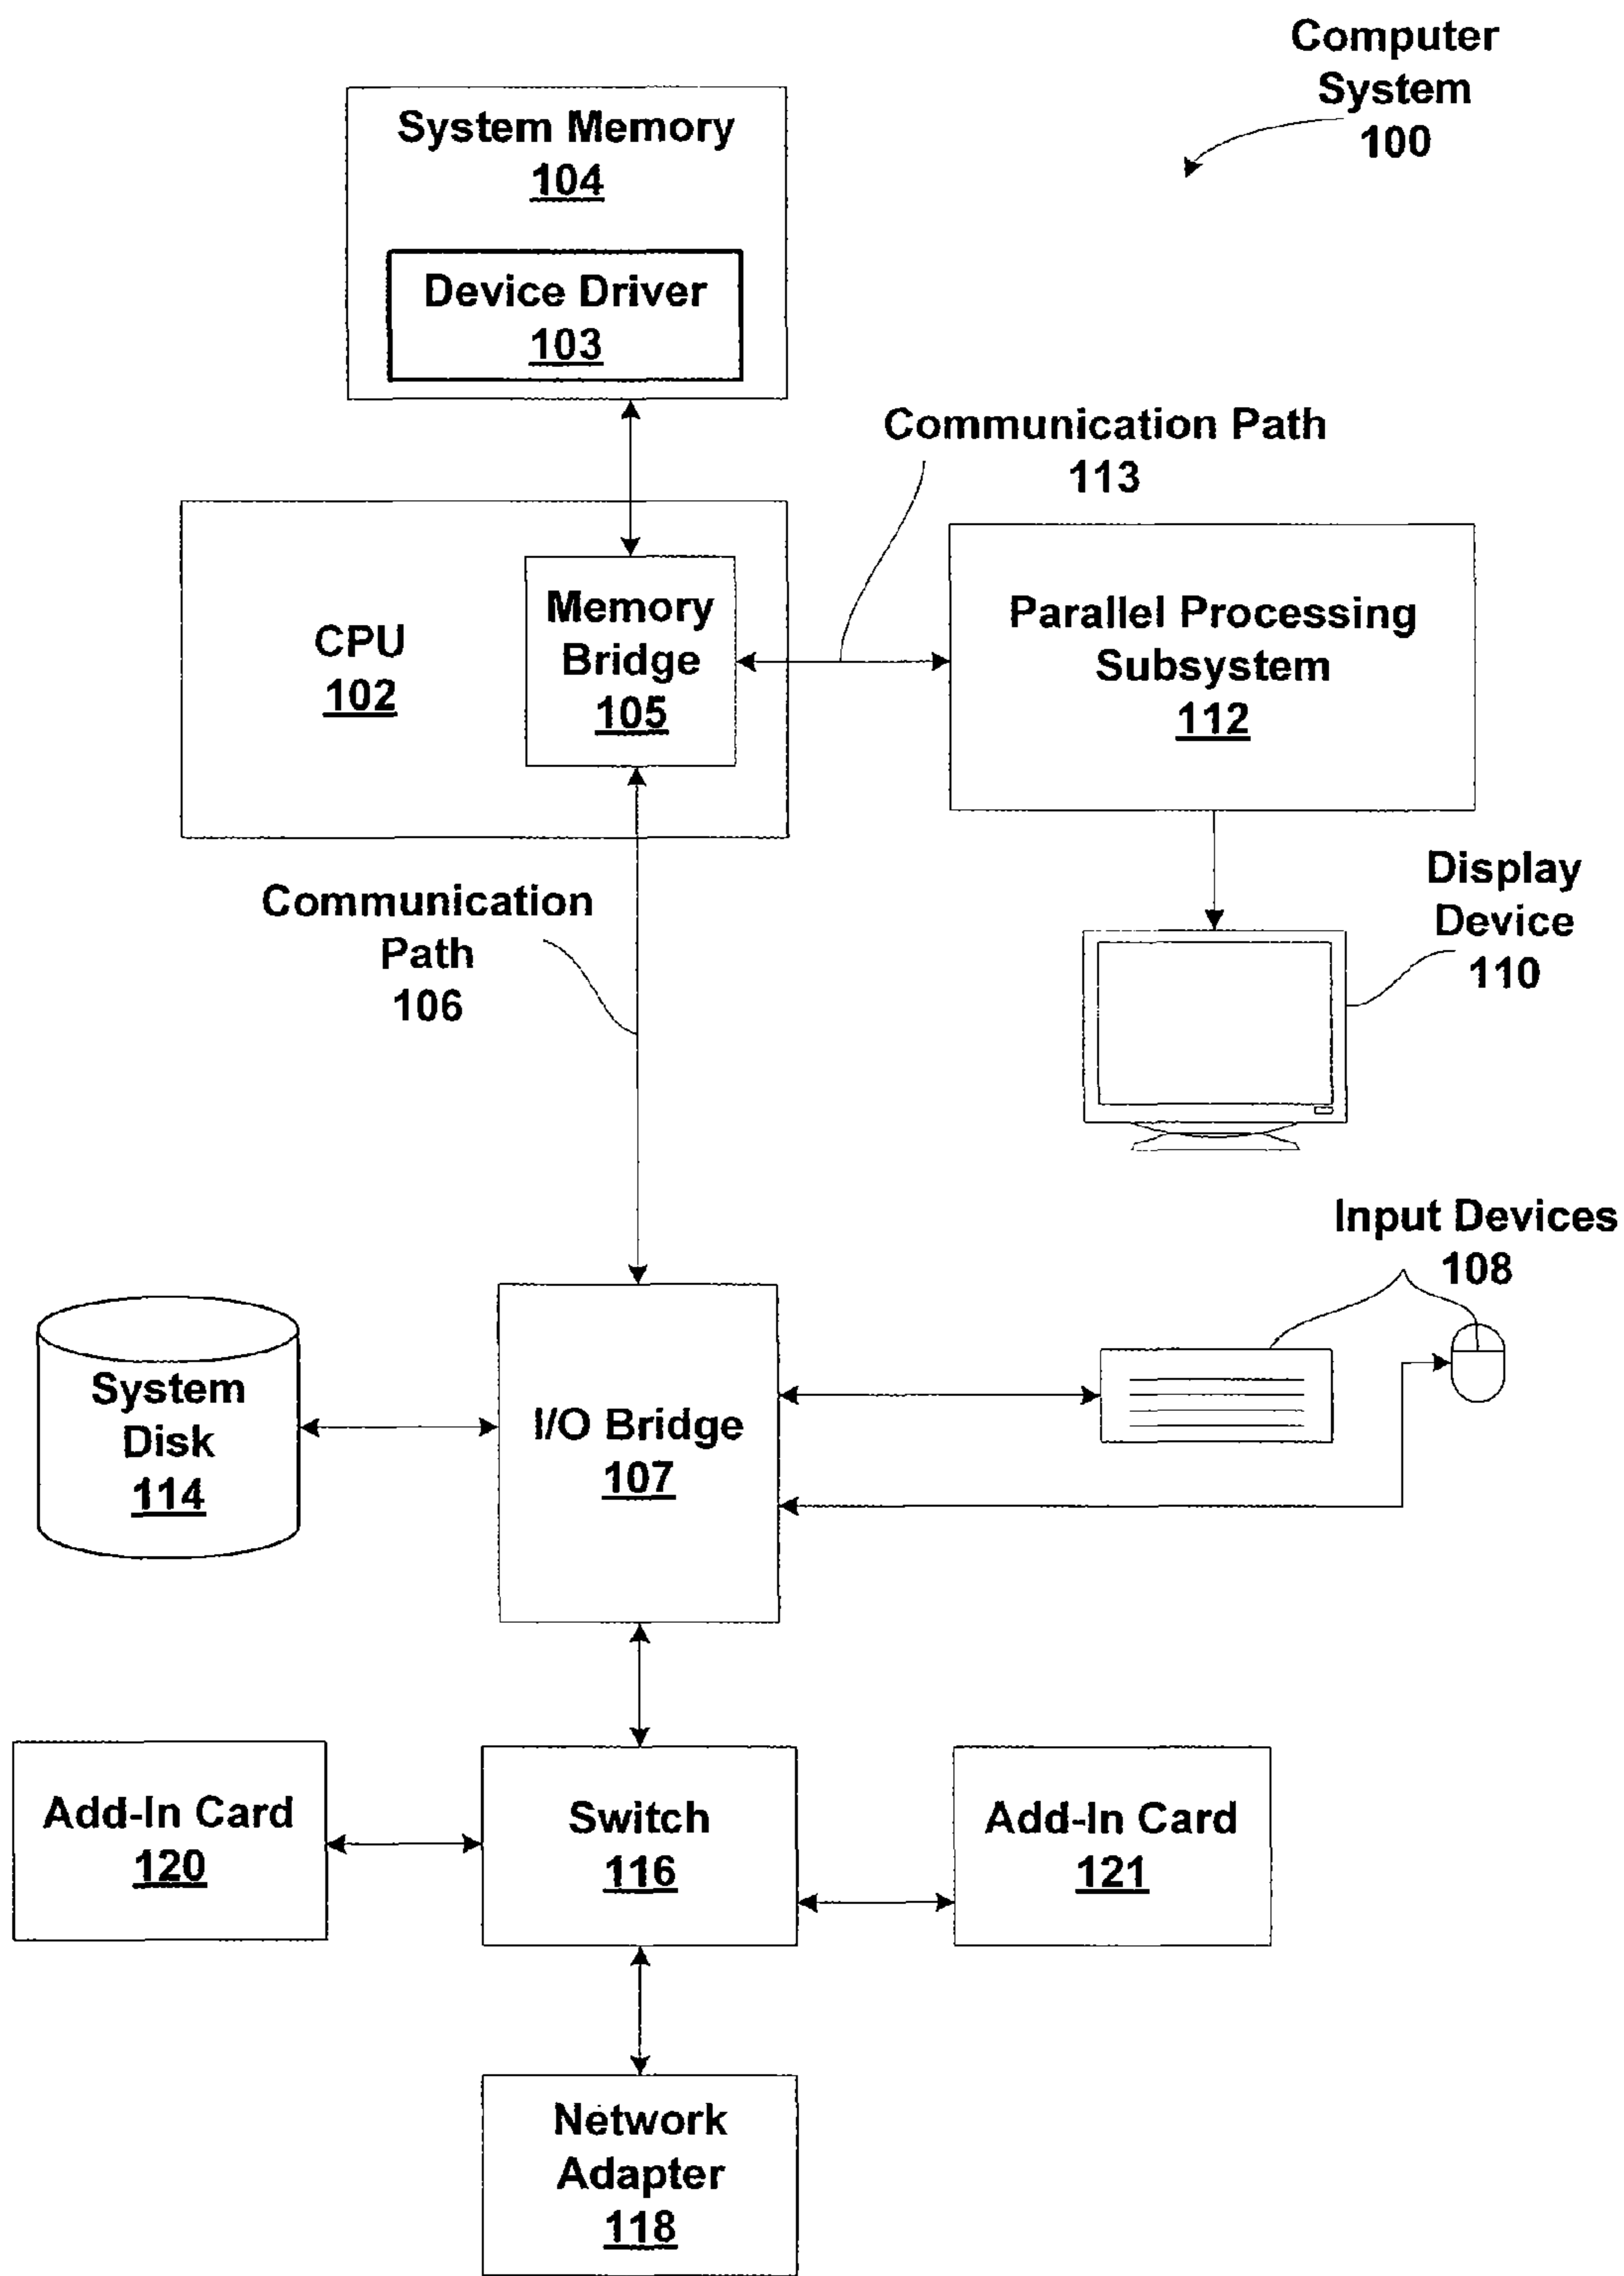 Computer
System
100
System Memory
104
Device Driver
103
Communication Path
113
CPU
102
Memory
Bridge
105
Parallel Processing
Subsystem
112
Communication
Path
106
Display
Device
110
Input Devices
108
System
Disk
114
I/O Bridge
107
Add-In Card
120
Switch
116
Add-In Card
121
Network
Adapter
118